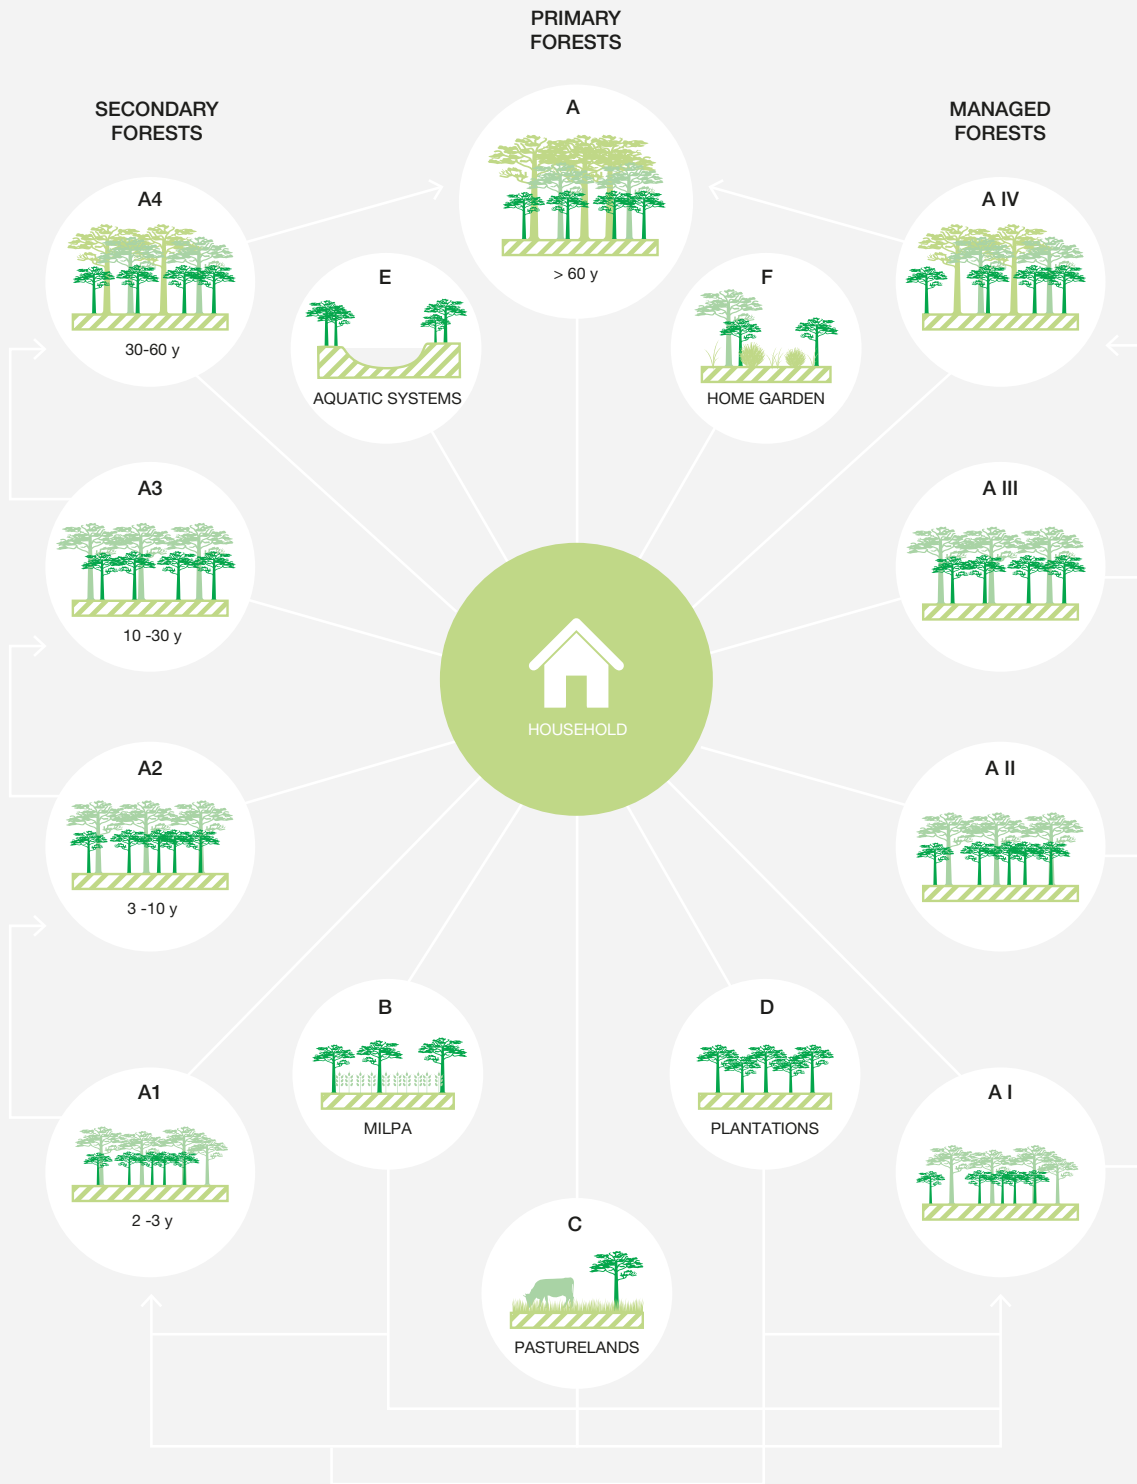 PRIMARY
FORESTS
SECONDARY
FORESTS
MANAGED
FORESTS
A
> 60 y
A4
30-60 y
A IV
E
AQUATIC SYSTEMS
F
HOME GARDEN
A3
10 -30 y
A III
HOUSEHOLD
A2
3 -10 y
A II
B
MILPA
D
PLANTATIONS
A1
2 -3 y
A I
C
PASTURELANDS